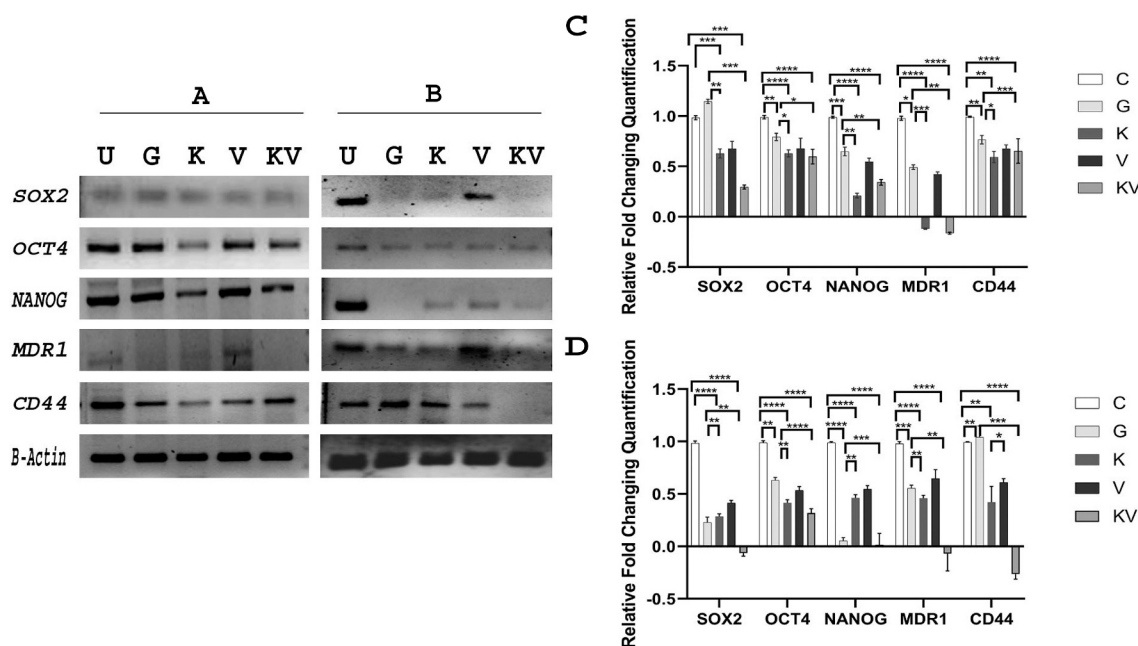 A B
U G K V KV U G K V KV
SOX2
OCT4
NANOG
MDR1
CD44
B-Actin
C
Relative Fold Changing Quantification
1.5
1.0
0.5
0.0
-0.5
*** *** *** **
**** **** ** * *
**** **** *** ** **
**** **** * ** ***
**** ** *** ** *
SOX2 OCT4 NANOG MDR1 CD44
C
G
K
V
KV
D
Relative Fold Changing Quantification
1.5
1.0
0.5
0.0
-0.5
**** **** ** **
**** **** ** **** **
**** **** **** *** **
**** **** *** ** **
**** ** ** *** *
SOX2 OCT4 NANOG MDR1 CD44
C
G
K
V
KV